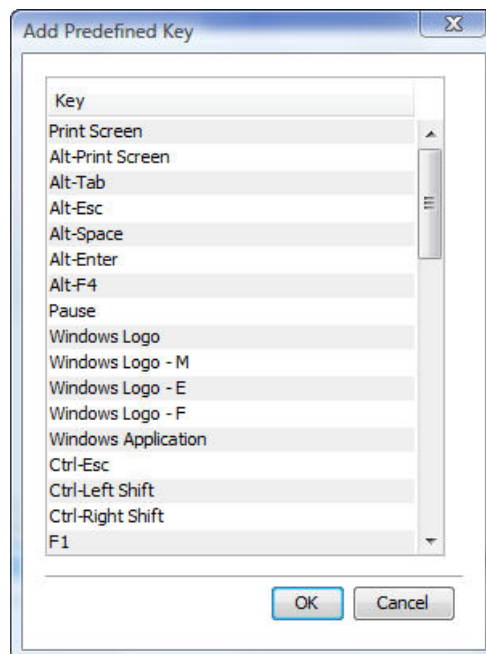 Add Predefined Key
Key
Print Screen
Alt-Print Screen
Alt-Tab
Alt-Esc
Alt-Space
Alt-Enter
Alt-F4
Pause
Windows Logo
Windows Logo - M
Windows Logo - E
Windows Logo - F
Windows Application
Ctrl-Esc
Ctrl-Left Shift
Ctrl-Right Shift
F1
OK Cancel